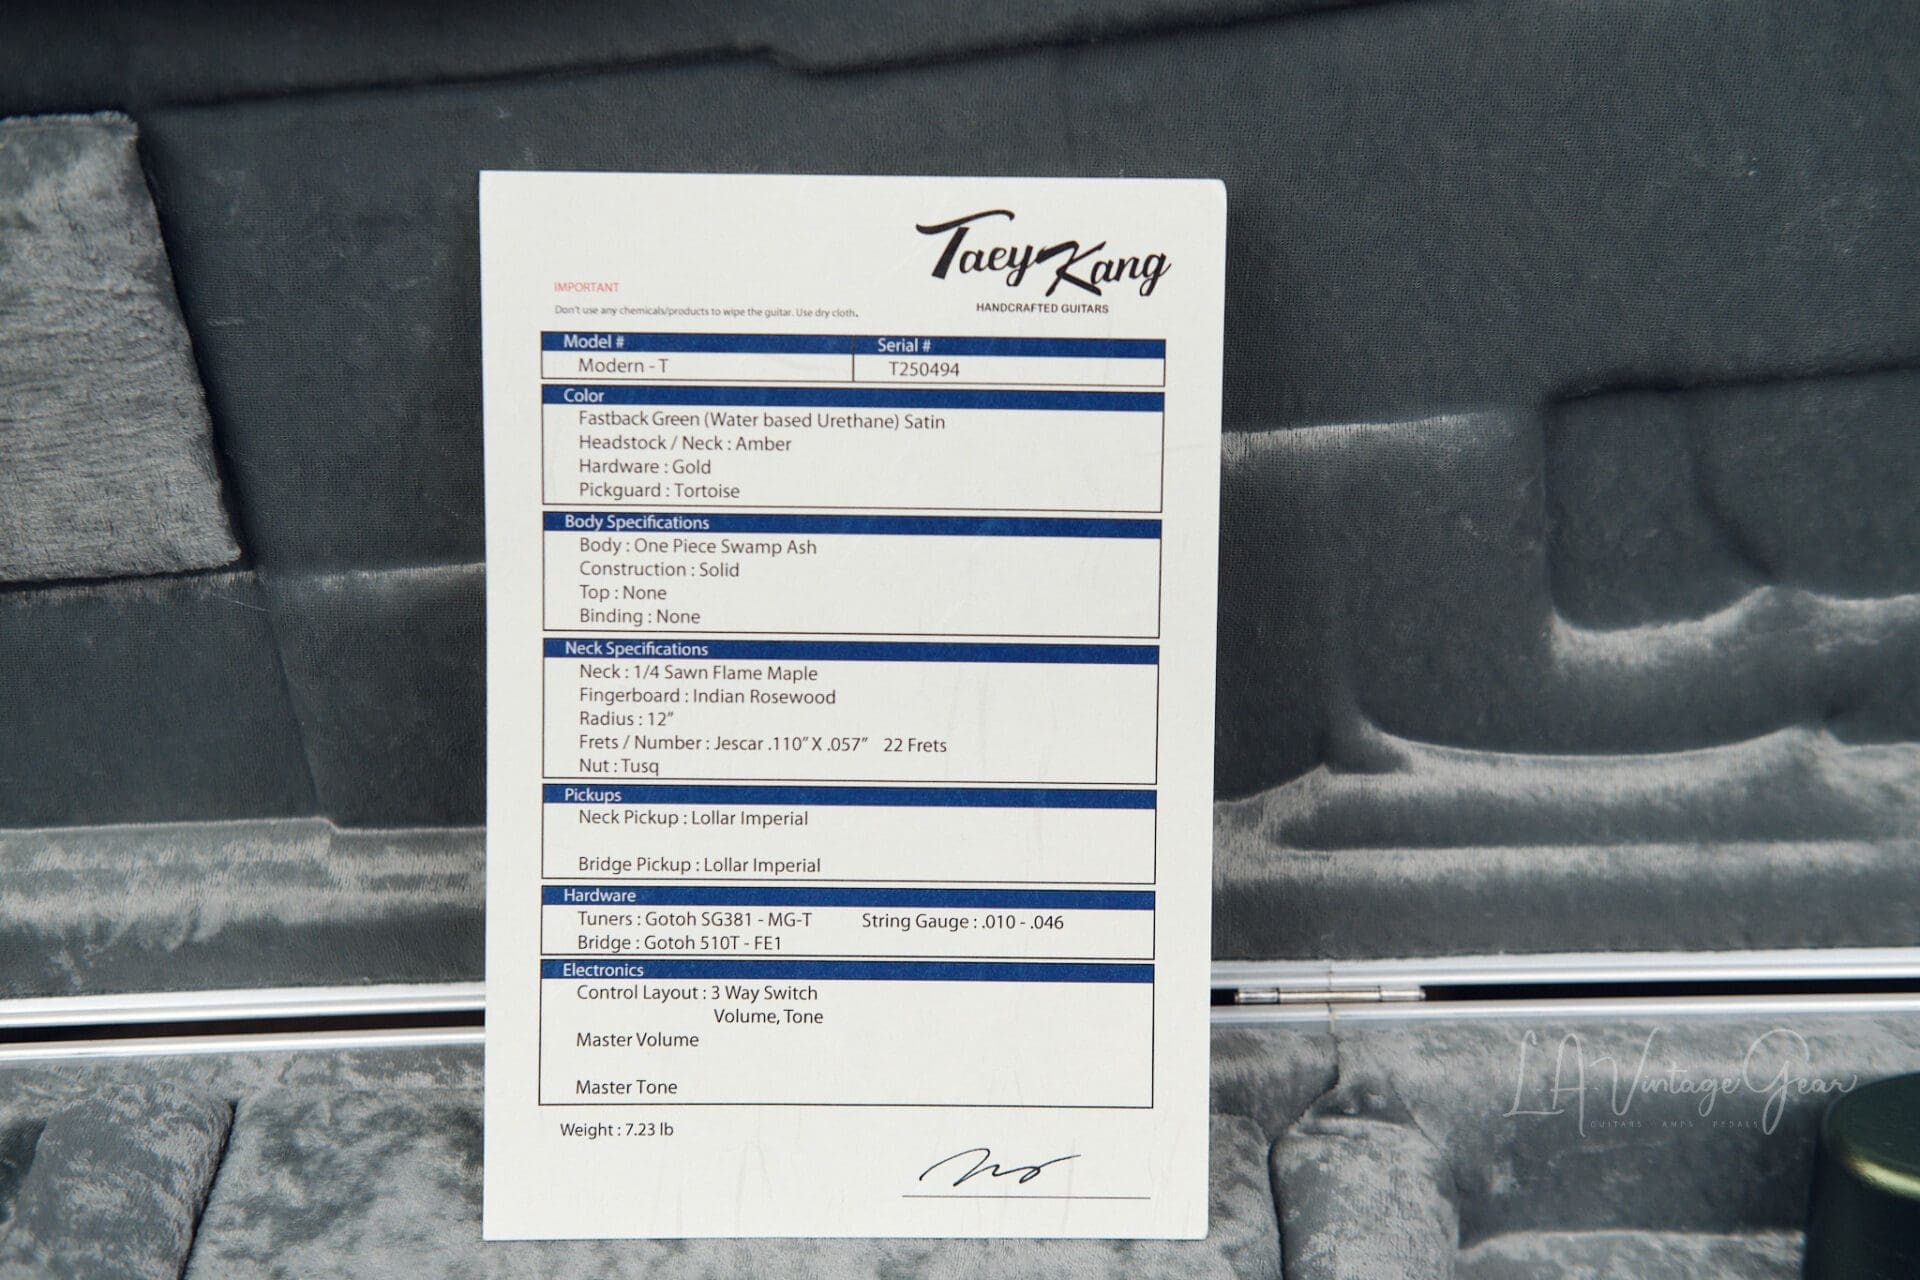 Taey Kang
HANDCRAFTED GUITARS
IMPORTANT
Don't use any chemicals/products to wipe the guitar. Use dry cloth.
Model # Serial #
Modern - T T250494
Color
Fastback Green (Water based Urethane) Satin
Headstock / Neck : Amber
Hardware : Gold
Pickguard : Tortoise
Body Specifications
Body : One Piece Swamp Ash
Construction : Solid
Top : None
Binding : None
Neck Specifications
Neck : 1/4 Sawn Flame Maple
Fingerboard : Indian Rosewood
Radius : 12"
Frets / Number : Jescar .110" X .057" 22 Frets
Nut : Tusq
Pickups
Neck Pickup : Lollar Imperial
Bridge Pickup : Lollar Imperial
Hardware
Tuners : Gotoh SG381 - MG-T String Gauge : .010 - .046
Bridge : Gotoh 510T - FE1
Electronics
Control Layout : 3 Way Switch
Volume, Tone
Master Volume
Master Tone
Weight : 7.23 lb
LA Vintage Gear
GUITARS AMPS PEDALS